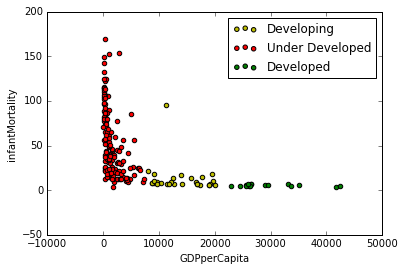 200
150
100
50
0
−50
infantMortality
−10000 0 10000 20000 30000 40000 50000
GDPperCapita
Developing
Under Developed
Developed